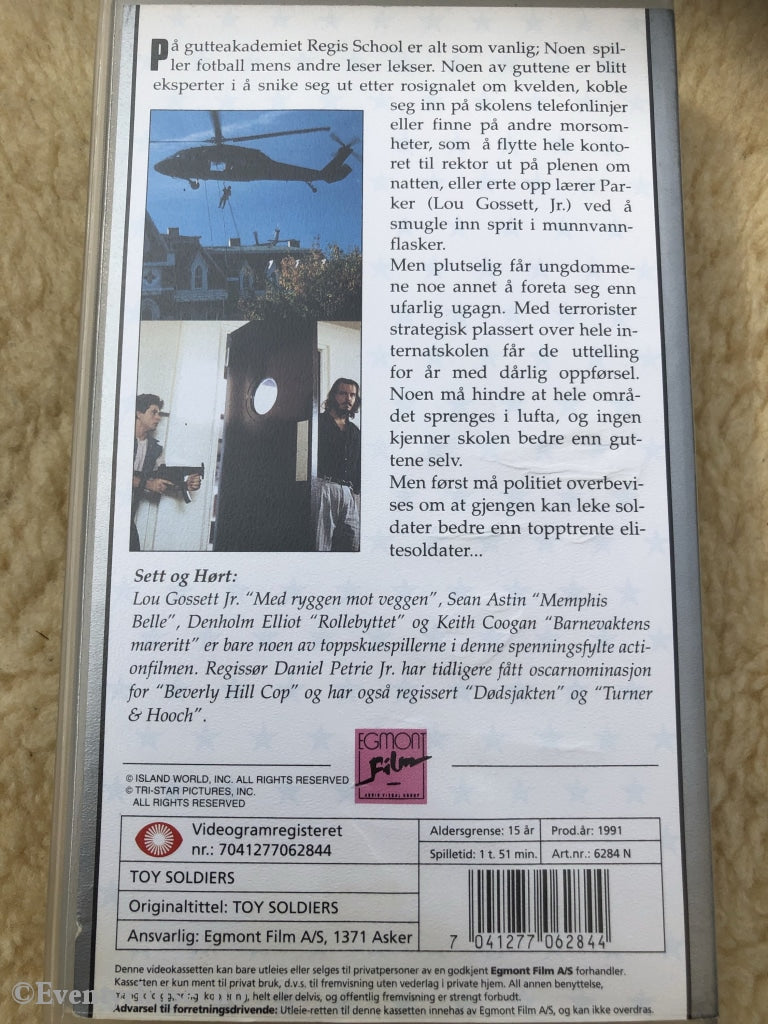 På gutteakademiet Regis School er alt som vanlig; Noen spil-
ler fotball mens andre leser lekser. Noen av guttene er blitt
eksperter i å snike seg ut etter rosignalet om kvelden, koble
seg inn på skolens telefonlinjer
eller finne på andre morsom-
heter, som å flytte hele konto-
ret til rektor ut på plenen om
natten, eller erte opp lærer Par-
ker (Lou Gossett, Jr.) ved å
smugle inn sprit i munnvann-
flasker.
Men plutselig får ungdomme-
ne noe annet å foreta seg enn
ufarlig ugagn. Med terrorister
strategisk plassert over hele in-
ternatskolen får de uttelling
for år med dårlig oppførsel.
Noen må hindre at hele områ-
det sprenges i lufta, og ingen
kjenner skolen bedre enn gut-
tene selv.
Men først må politiet overbevi-
ses om at gjengen kan leke sol-
dater bedre enn topptrente eli-
tesoldater...
Sett og Hørt:
Lou Gossett Jr. "Med ryggen mot veggen", Sean Astin "Memphis
Belle", Denholm Elliot "Rollebyttet" og Keith Coogan "Barnevaktens
mareritt" er bare noen av toppskuespillerne i denne spenningsfylte acti-
onfilmen. Regissør Daniel Petrie Jr. har tidligere fått oscarnominasjon
for "Beverly Hill Cop" og har også regissert "Dødsjakten" og "Turner
& Hooch".
EGMONT
Film
© ISLAND WORLD, INC. ALL RIGHTS RESERVED
© TRI-STAR PICTURES, INC.
ALL RIGHTS RESERVED
Videogramregisteret
nr.: 7041277062844
Aldersgrense: 15 år
Prod.år: 1991
Spilletid: 1 t. 51 min.
Art.nr.: 6284 N
TOY SOLDIERS
Originaltittel: TOY SOLDIERS
Ansvarlig: Egmont Film A/S, 1371 Asker
7 041277 062844
Denne videokassetten kan bare utleies eller selges til privatpersoner av en godkjent Egmont Film A/S forhandler.
Kassetten er kun ment til privat bruk, d.v.s. til fremvisning uten vederlag i private hjem. All annen benyttelse,
helt eller delvis, og offentlig fremvisning er strengt forbudt.
Advarsel til forretningsdrivende: Utleie-retten til denne kassetten innehas av Egmont Film A/S, og kan ikke overdras.
©Even